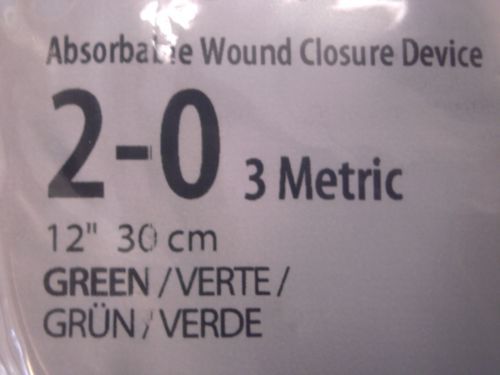 Absorbable Wound Closure Device
2-0 3 Metric
12" 30 cm
GREEN / VERTE /
GRÜN / VERDE